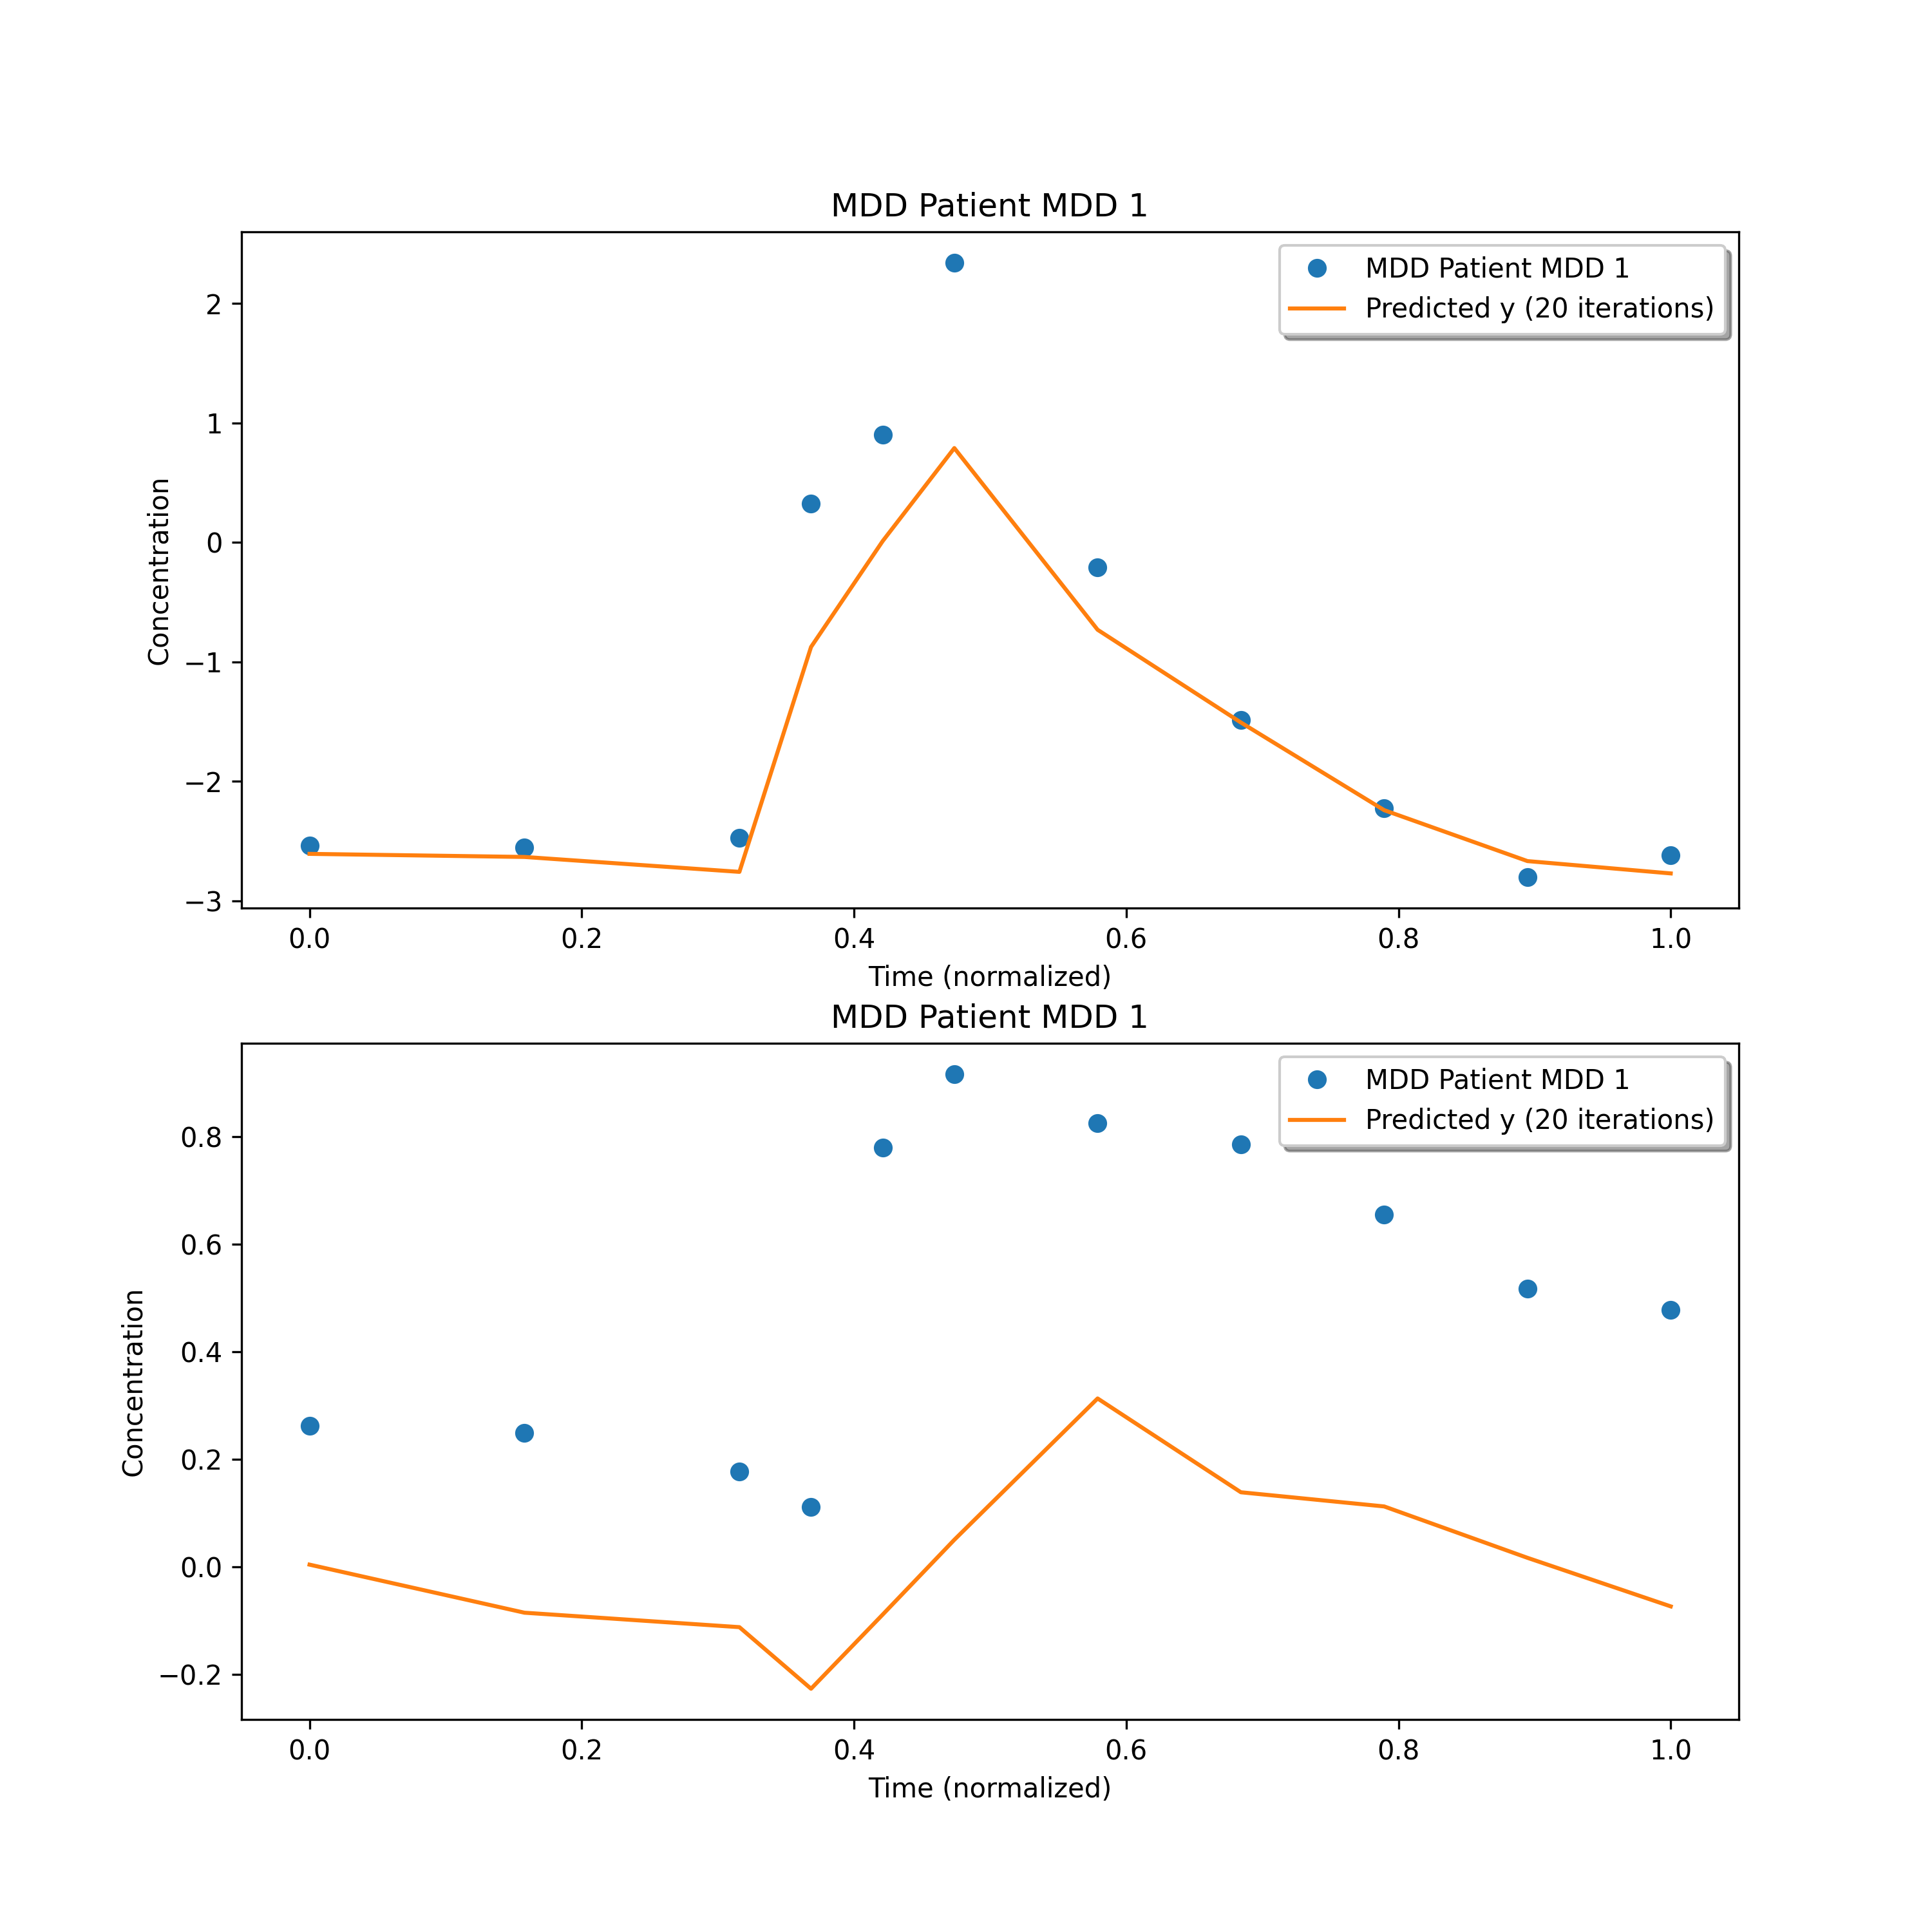 MDD Patient MDD 1
MDD Patient MDD 1
Predicted y (20 iterations)
2
1
0
−1
−2
−3
Concentration
0.0 0.2 0.4 0.6 0.8 1.0
Time (normalized)
MDD Patient MDD 1
MDD Patient MDD 1
Predicted y (20 iterations)
0.8
0.6
0.4
0.2
0.0
−0.2
Concentration
0.0 0.2 0.4 0.6 0.8 1.0
Time (normalized)